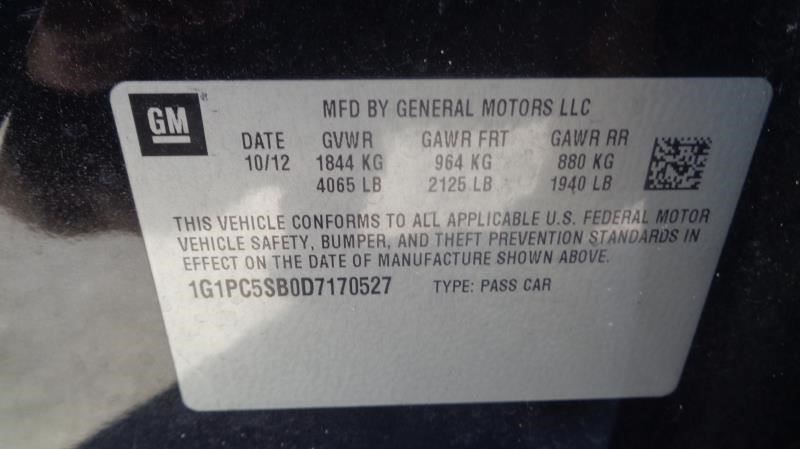 GM
MFD BY GENERAL MOTORS LLC
DATE GVWR GAWR FRT GAWR RR
10/12 1844 KG 964 KG 880 KG
4065 LB 2125 LB 1940 LB
THIS VEHICLE CONFORMS TO ALL APPLICABLE U.S. FEDERAL MOTOR
VEHICLE SAFETY, BUMPER, AND THEFT PREVENTION STANDARDS IN
EFFECT ON THE DATE OF MANUFACTURE SHOWN ABOVE.
1G1PC5SB0D7170527 TYPE: PASS CAR